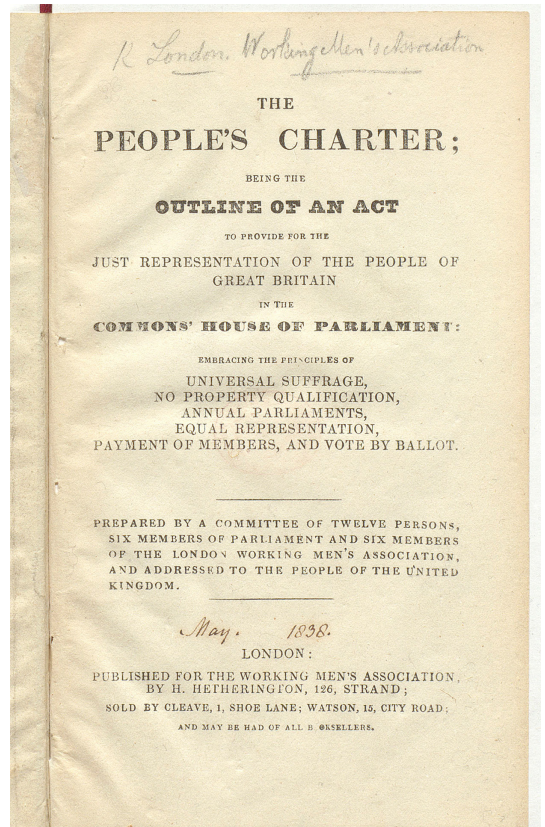 R London. Working Men's Association
THE
PEOPLE'S CHARTER;
BEING THE
OUTLINE OF AN ACT
TO PROVIDE FOR THE
JUST REPRESENTATION OF THE PEOPLE OF
GREAT BRITAIN
IN THE
COMMONS' HOUSE OF PARLIAMENT:
EMBRACING THE PRINCIPLES OF
UNIVERSAL SUFFRAGE,
NO PROPERTY QUALIFICATION,
ANNUAL PARLIAMENTS,
EQUAL REPRESENTATION,
PAYMENT OF MEMBERS, AND VOTE BY BALLOT.
PREPARED BY A COMMITTEE OF TWELVE PERSONS,
SIX MEMBERS OF PARLIAMENT AND SIX MEMBERS
OF THE LONDON WORKING MEN'S ASSOCIATION,
AND ADDRESSED TO THE PEOPLE OF THE UNITED
KINGDOM.
May. 1838.
LONDON:
PUBLISHED FOR THE WORKING MEN'S ASSOCIATION,
BY H. HETHERINGTON, 126, STRAND;
SOLD BY CLEAVE, 1, SHOE LANE; WATSON, 15, CITY ROAD;
AND MAY BE HAD OF ALL B OKSELLERS.